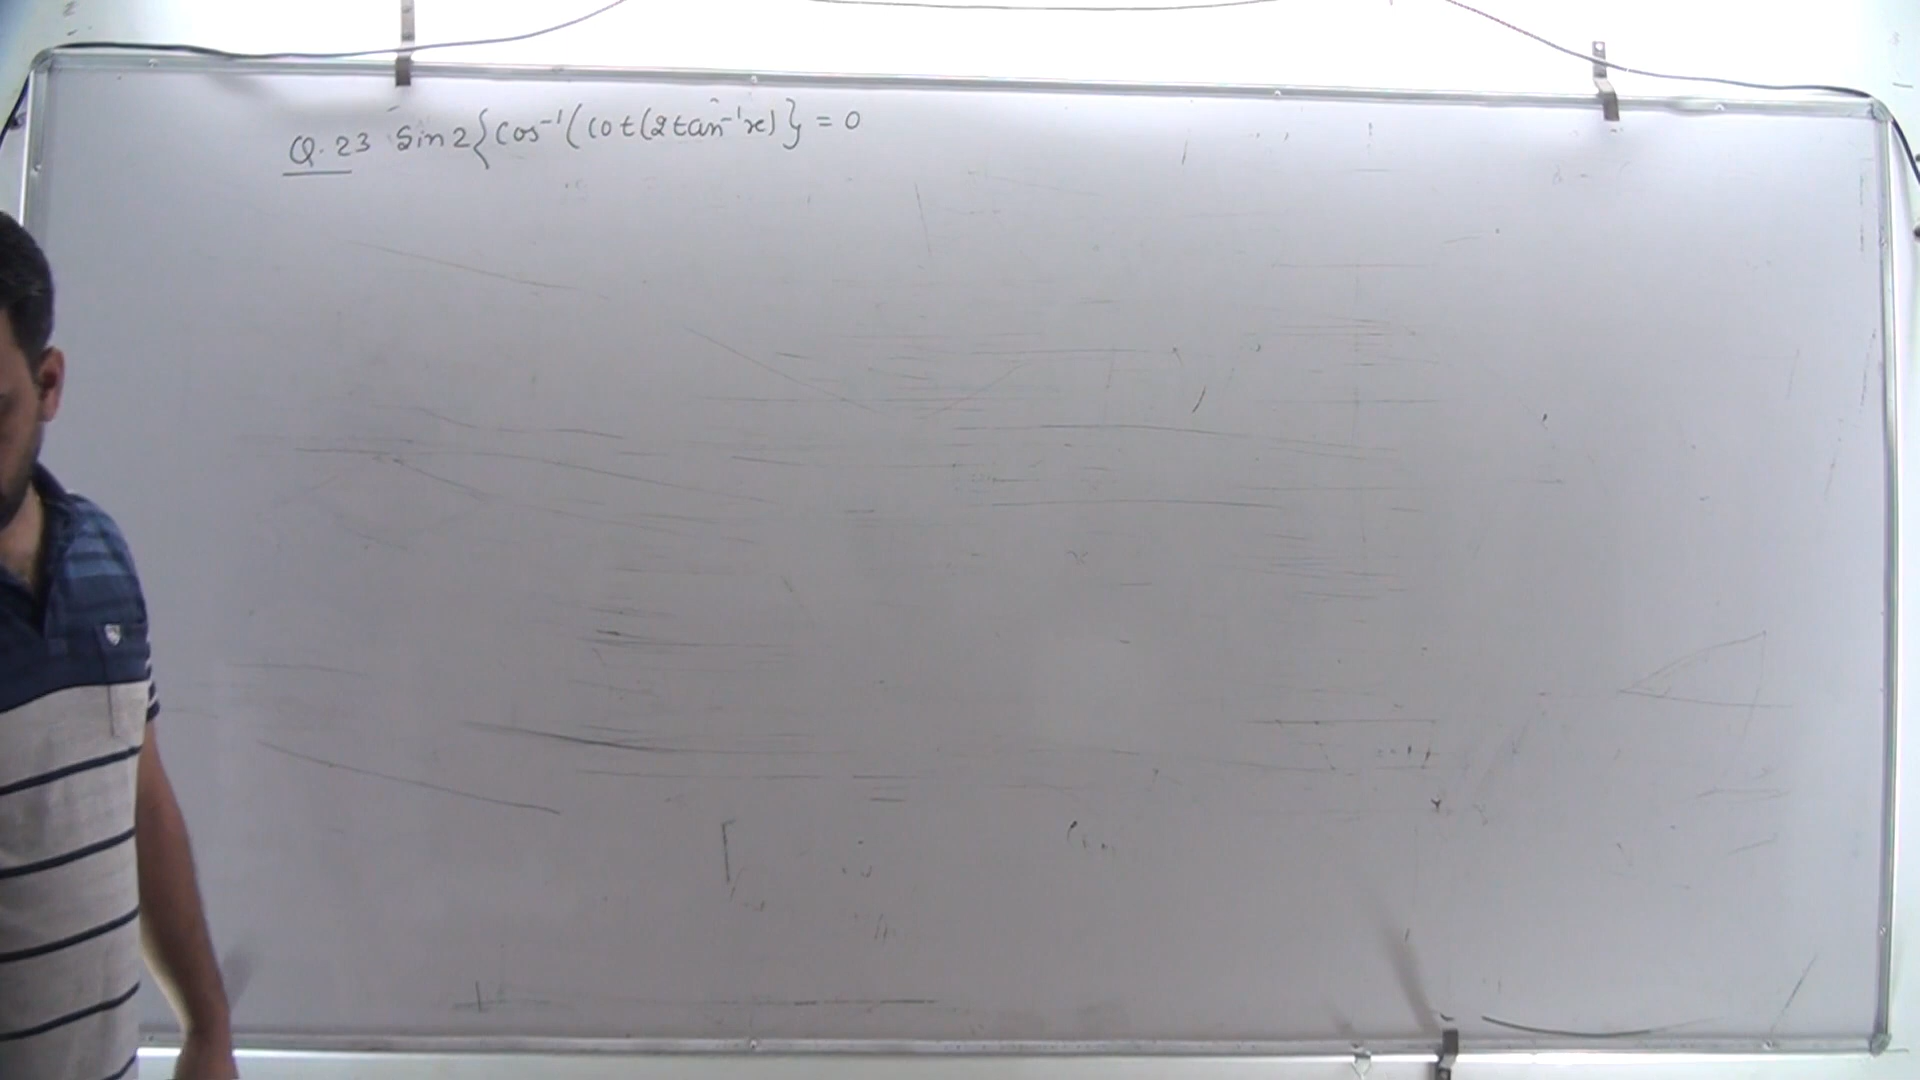 Q. 23 Sin 2{Cos⁻¹(cot(2tan⁻¹x)} = 0